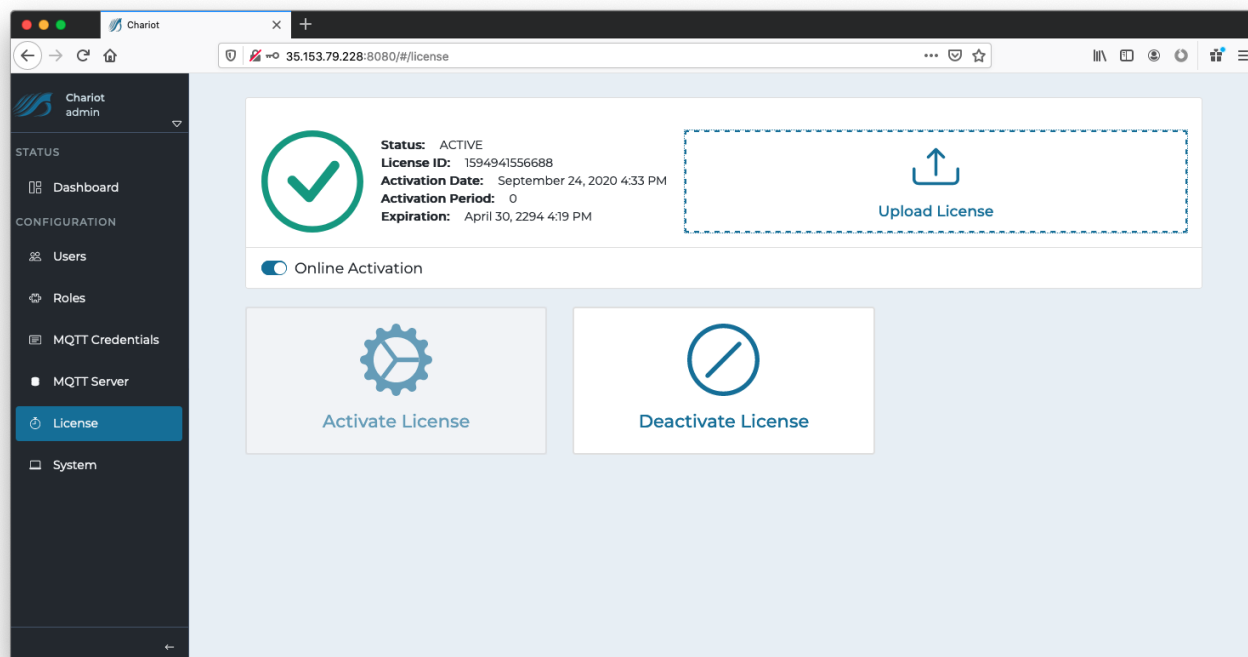 Chariot
35.153.79.228:8080/#/license
Chariot
admin
STATUS
Dashboard
CONFIGURATION
Users
Roles
MQTT Credentials
MQTT Server
License
System
Status: ACTIVE
License ID: 1594941556688
Activation Date: September 24, 2020 4:33 PM
Activation Period: 0
Expiration: April 30, 2294 4:19 PM
Upload License
Online Activation
Activate License
Deactivate License